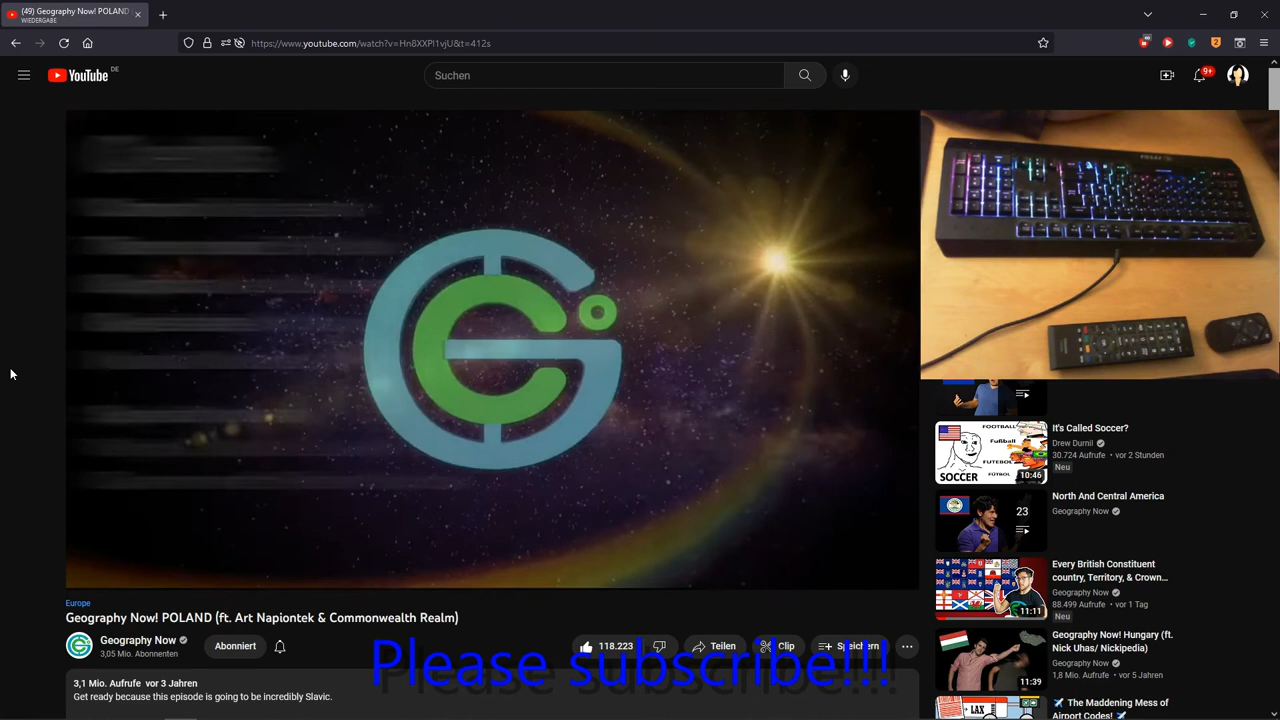 (49) Geography Now! POLAND
WIEDERGABE
https://www.youtube.com/watch?v=Hn8XXPI1vjU&t=412s
YouTube DE
Suchen
9+
Europe
Geography Now! POLAND (ft. Art Napiontek & Commonwealth Realm)
Geography Now
3,05 Mio. Abonnenten
Abonniert
118.223
Teilen
Clip
Speichern
Please subscribe!!!
3,1 Mio. Aufrufe vor 3 Jahren
Get ready because this episode is going to be incredibly Slavic.
FOOTBALL
Fußball
FUTEBOL
FÚTBOL
SOCCER
10:46
It's Called Soccer?
Drew Durnil
30.724 Aufrufe • vor 2 Stunden
Neu
23
North And Central America
Geography Now
11:11
Every British Constituent
country, Territory, & Crown...
Geography Now
88.499 Aufrufe • vor 1 Tag
Neu
11:39
Geography Now! Hungary (ft.
Nick Uhas/ Nickipedia)
Geography Now
1,8 Mio. Aufrufe • vor 5 Jahren
LAX
The Maddening Mess of
Airport Codes!